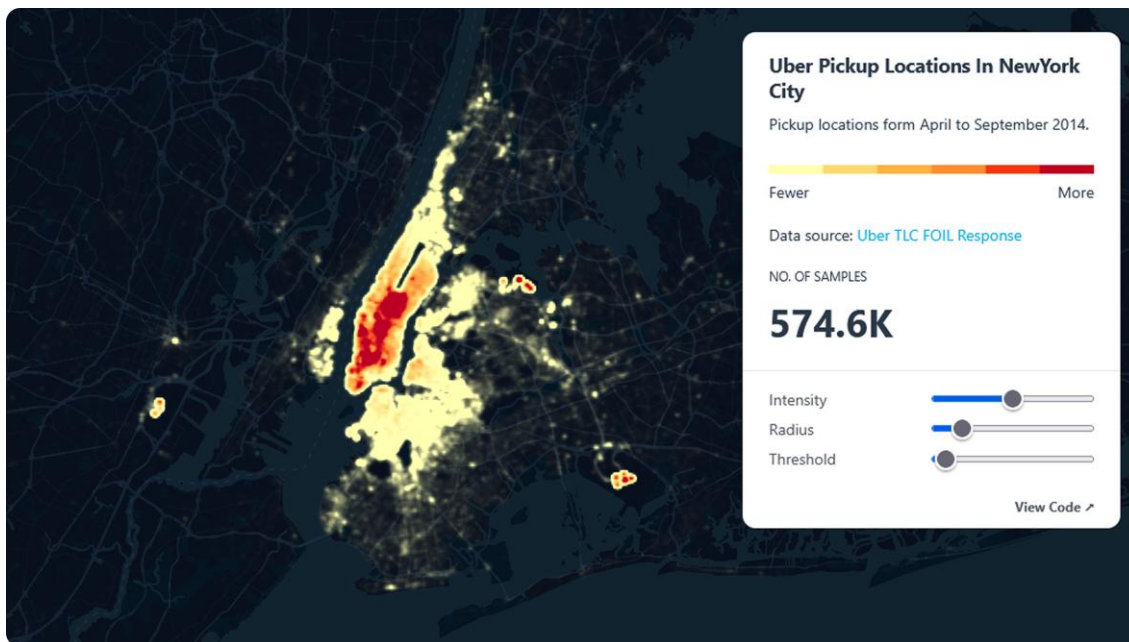 Uber Pickup Locations In NewYork
City
Pickup locations form April to September 2014.
Fewer More
Data source: Uber TLC FOIL Response
NO. OF SAMPLES
574.6K
Intensity
Radius
Threshold
View Code ↗